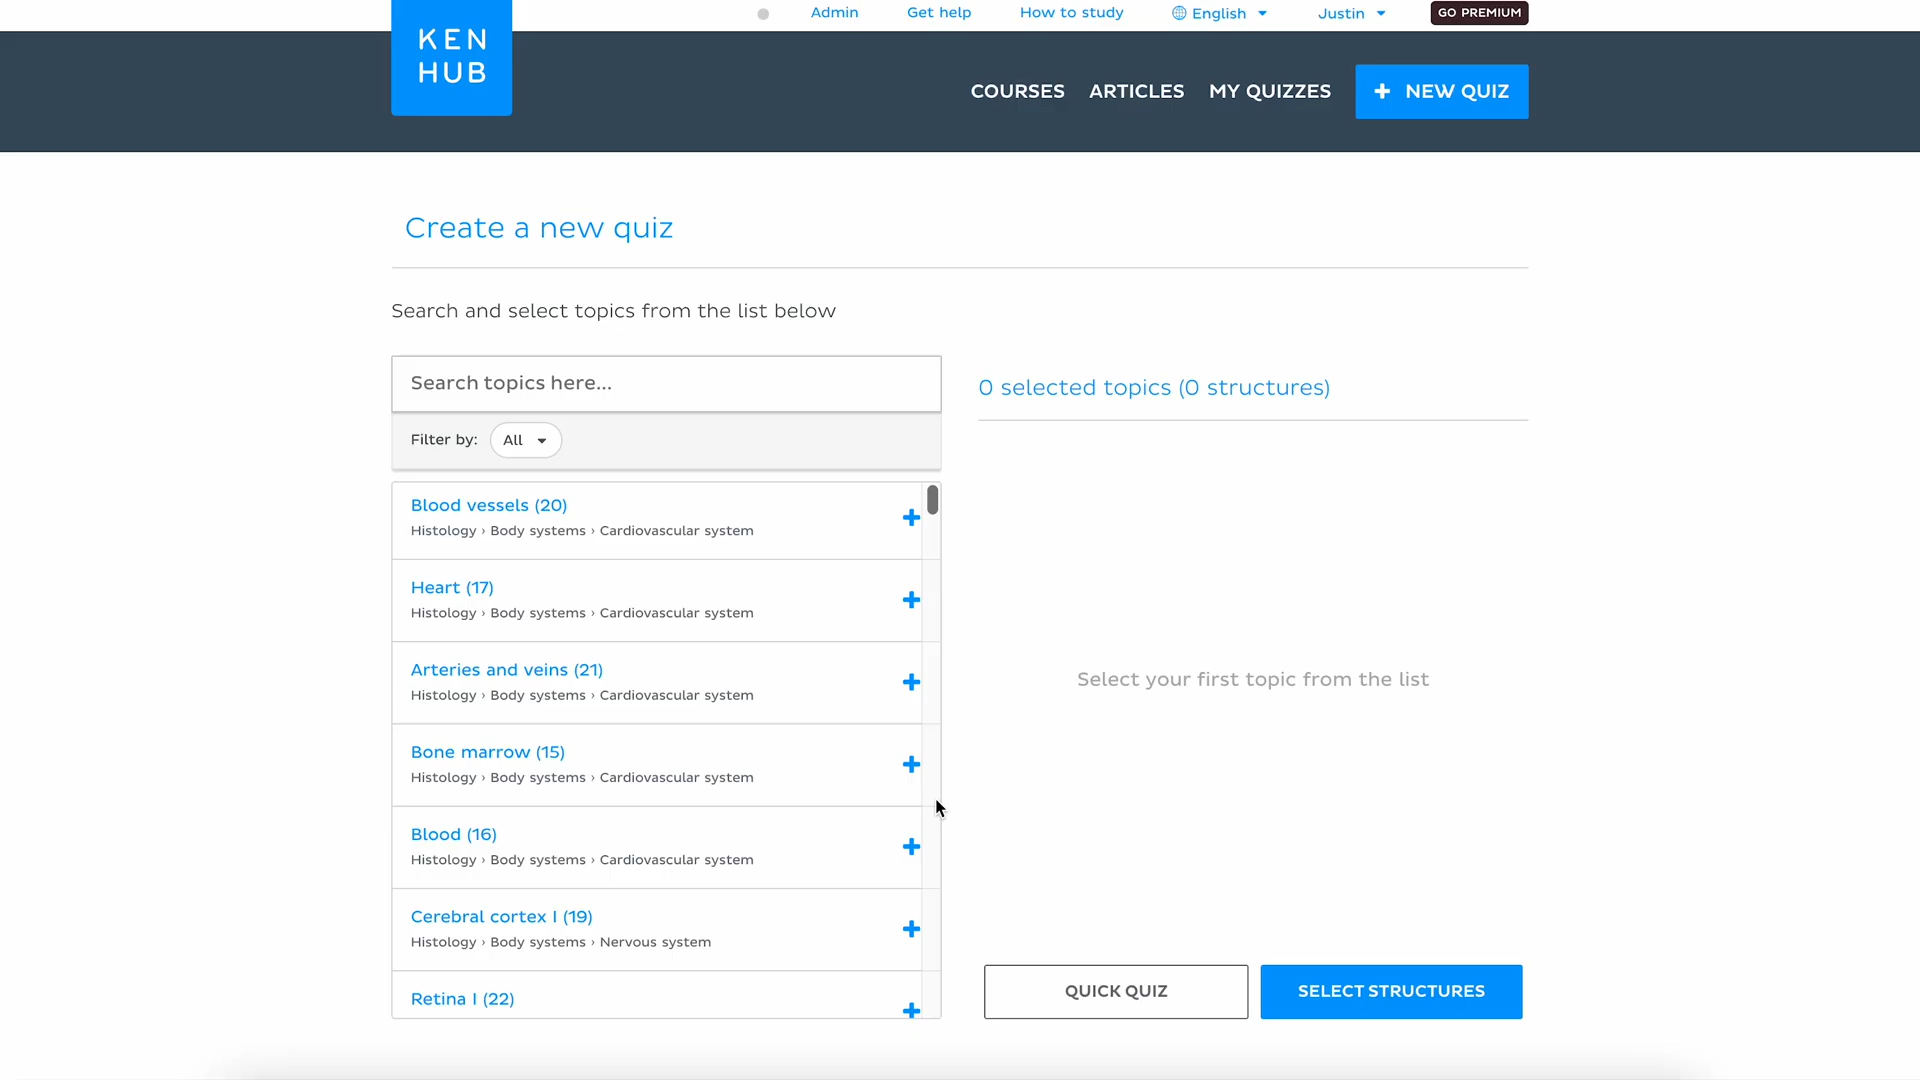 Admin
Get help
How to study
English
Justin
GO PREMIUM
KEN
HUB
COURSES
ARTICLES
MY QUIZZES
+ NEW QUIZ
Create a new quiz
Search and select topics from the list below
Search topics here...
Filter by: All
Blood vessels (20)
Histology › Body systems › Cardiovascular system
Heart (17)
Histology › Body systems › Cardiovascular system
Arteries and veins (21)
Histology › Body systems › Cardiovascular system
Bone marrow (15)
Histology › Body systems › Cardiovascular system
Blood (16)
Histology › Body systems › Cardiovascular system
Cerebral cortex I (19)
Histology › Body systems › Nervous system
Retina I (22)
0 selected topics (0 structures)
Select your first topic from the list
QUICK QUIZ
SELECT STRUCTURES